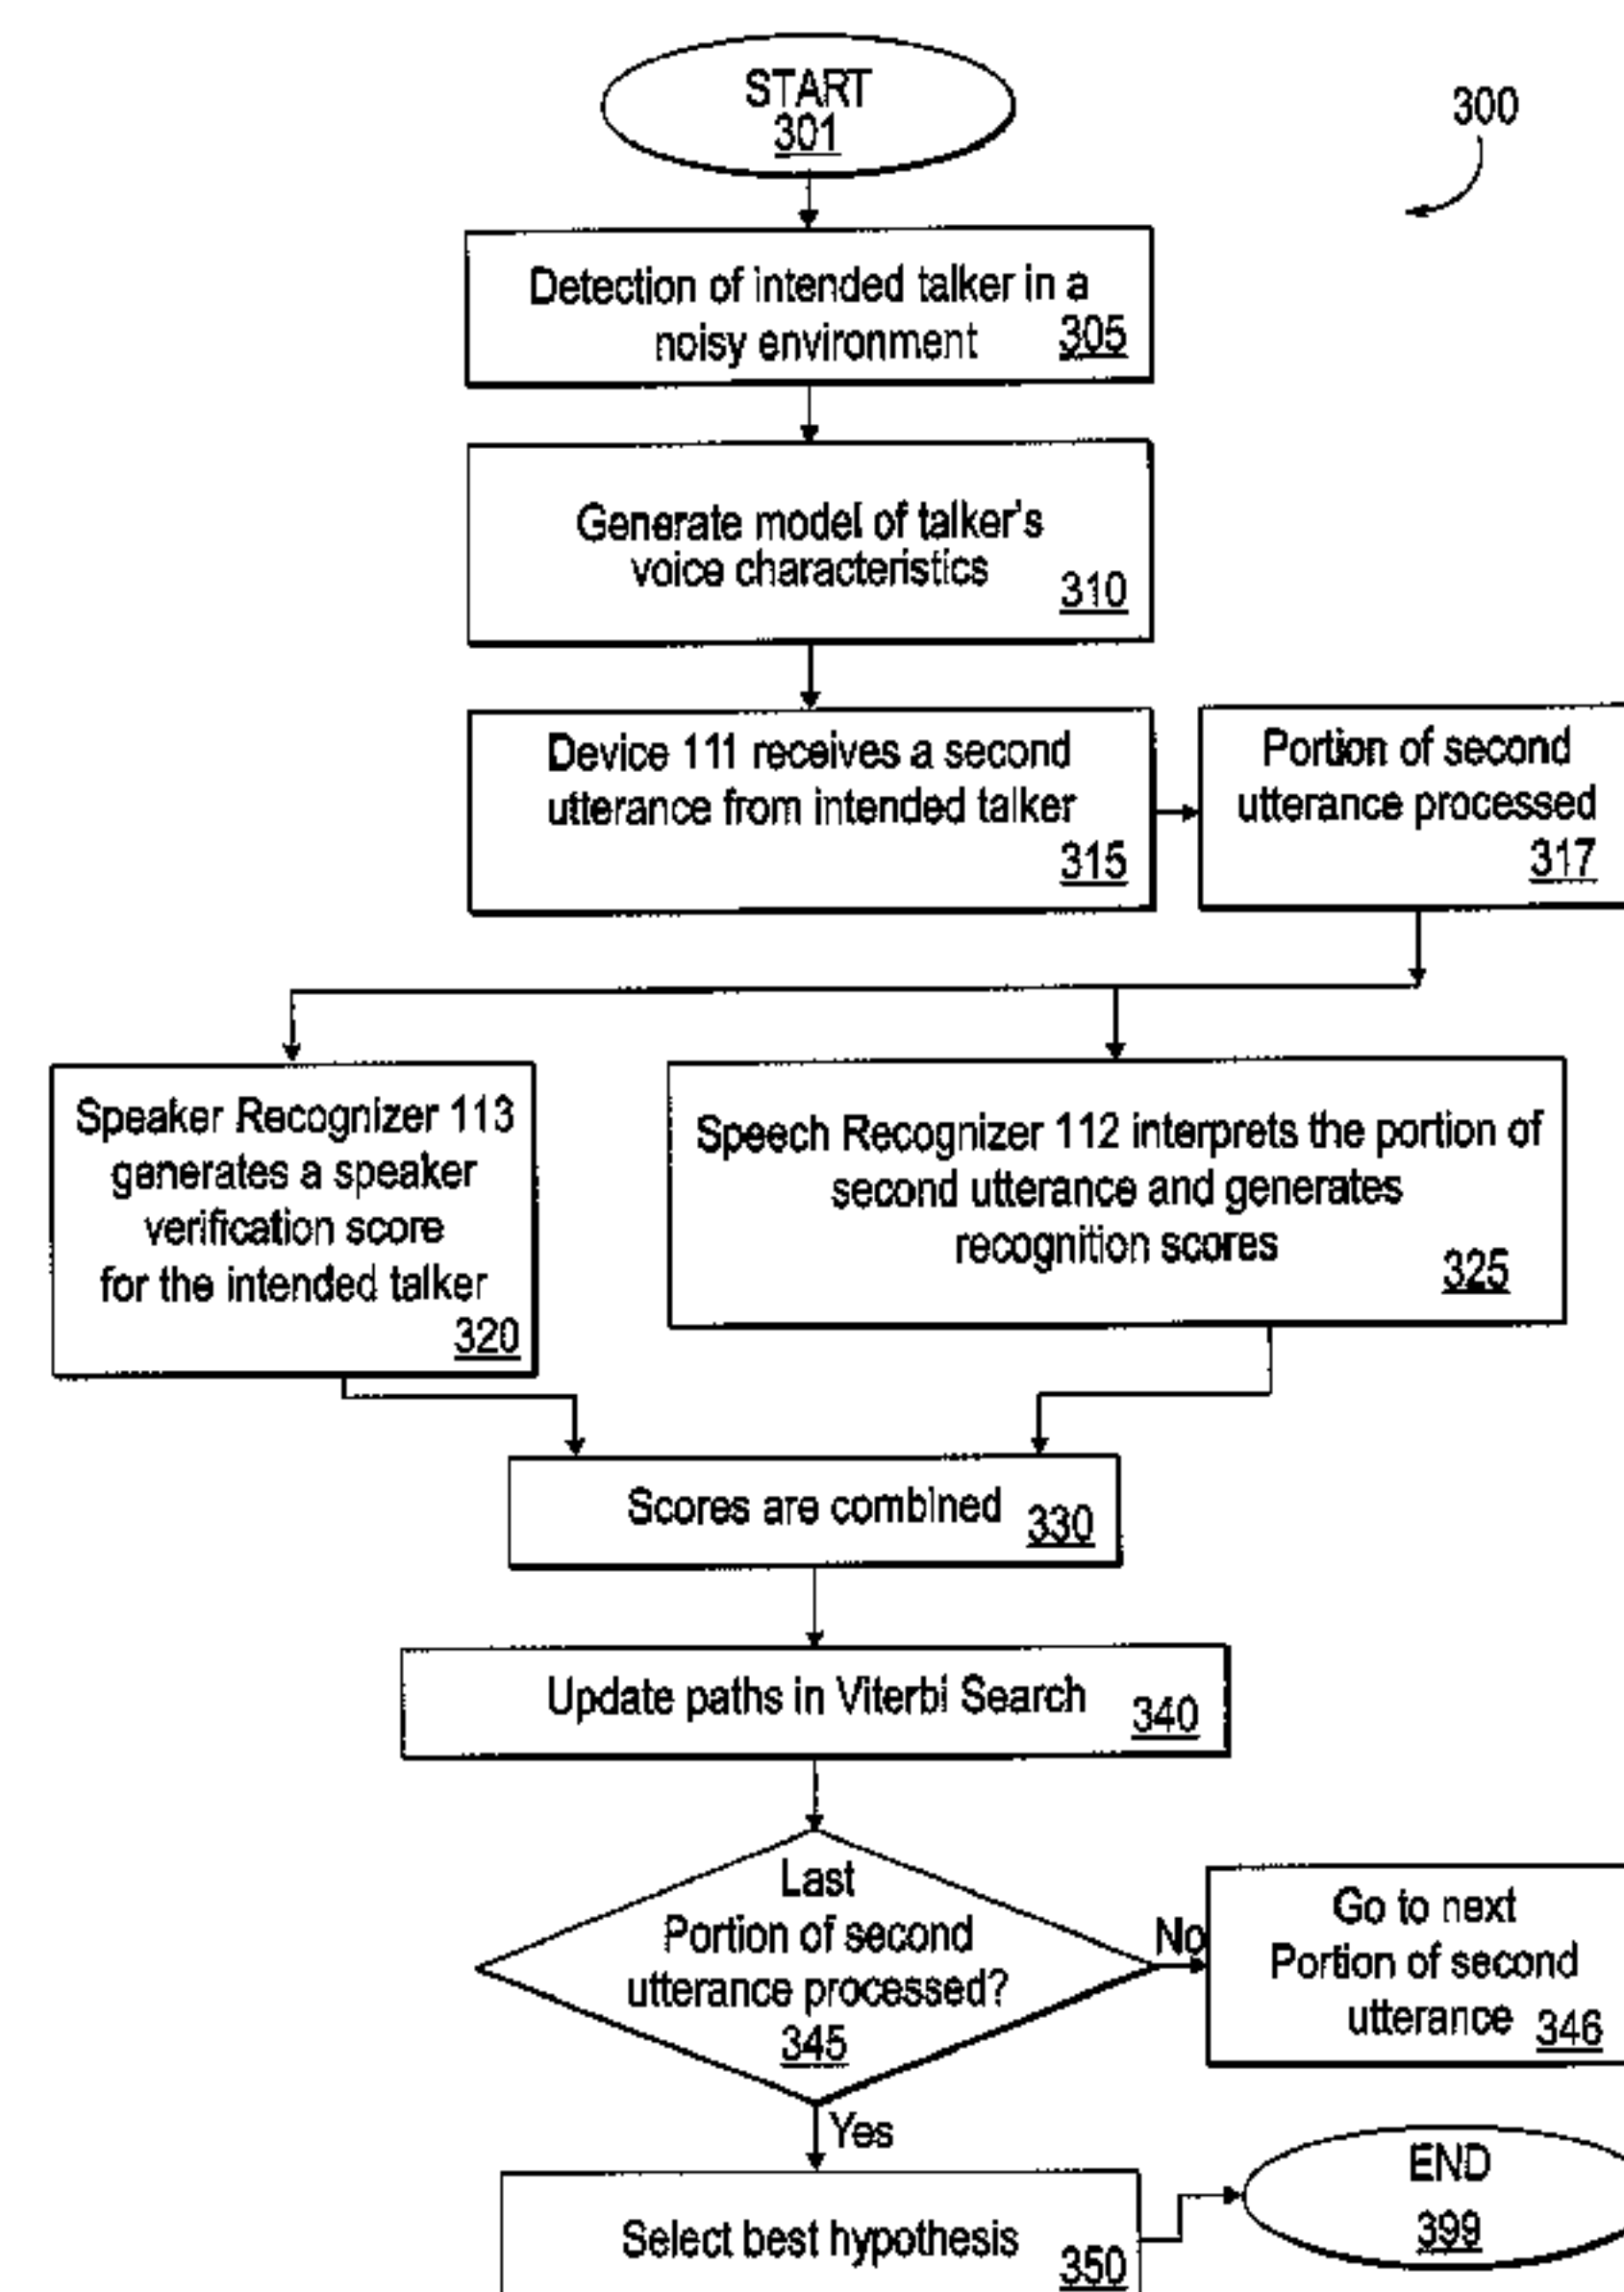 START
301
300
Detection of intended talker in a
noisy environment
305
Generate model of talker's
voice characteristics
310
Device 111 receives a second
utterance from intended talker
315
Portion of second
utterance processed
317
Speaker Recognizer 113
generates a speaker
verification score
for the intended talker
320
Speech Recognizer 112 interprets the portion of
second utterance and generates
recognition scores
325
Scores are combined
330
Update paths in Viterbi Search
340
Last
Portion of second
utterance processed?
345
No
Go to next
Portion of second
utterance
346
Yes
Select best hypothesis
350
END
399